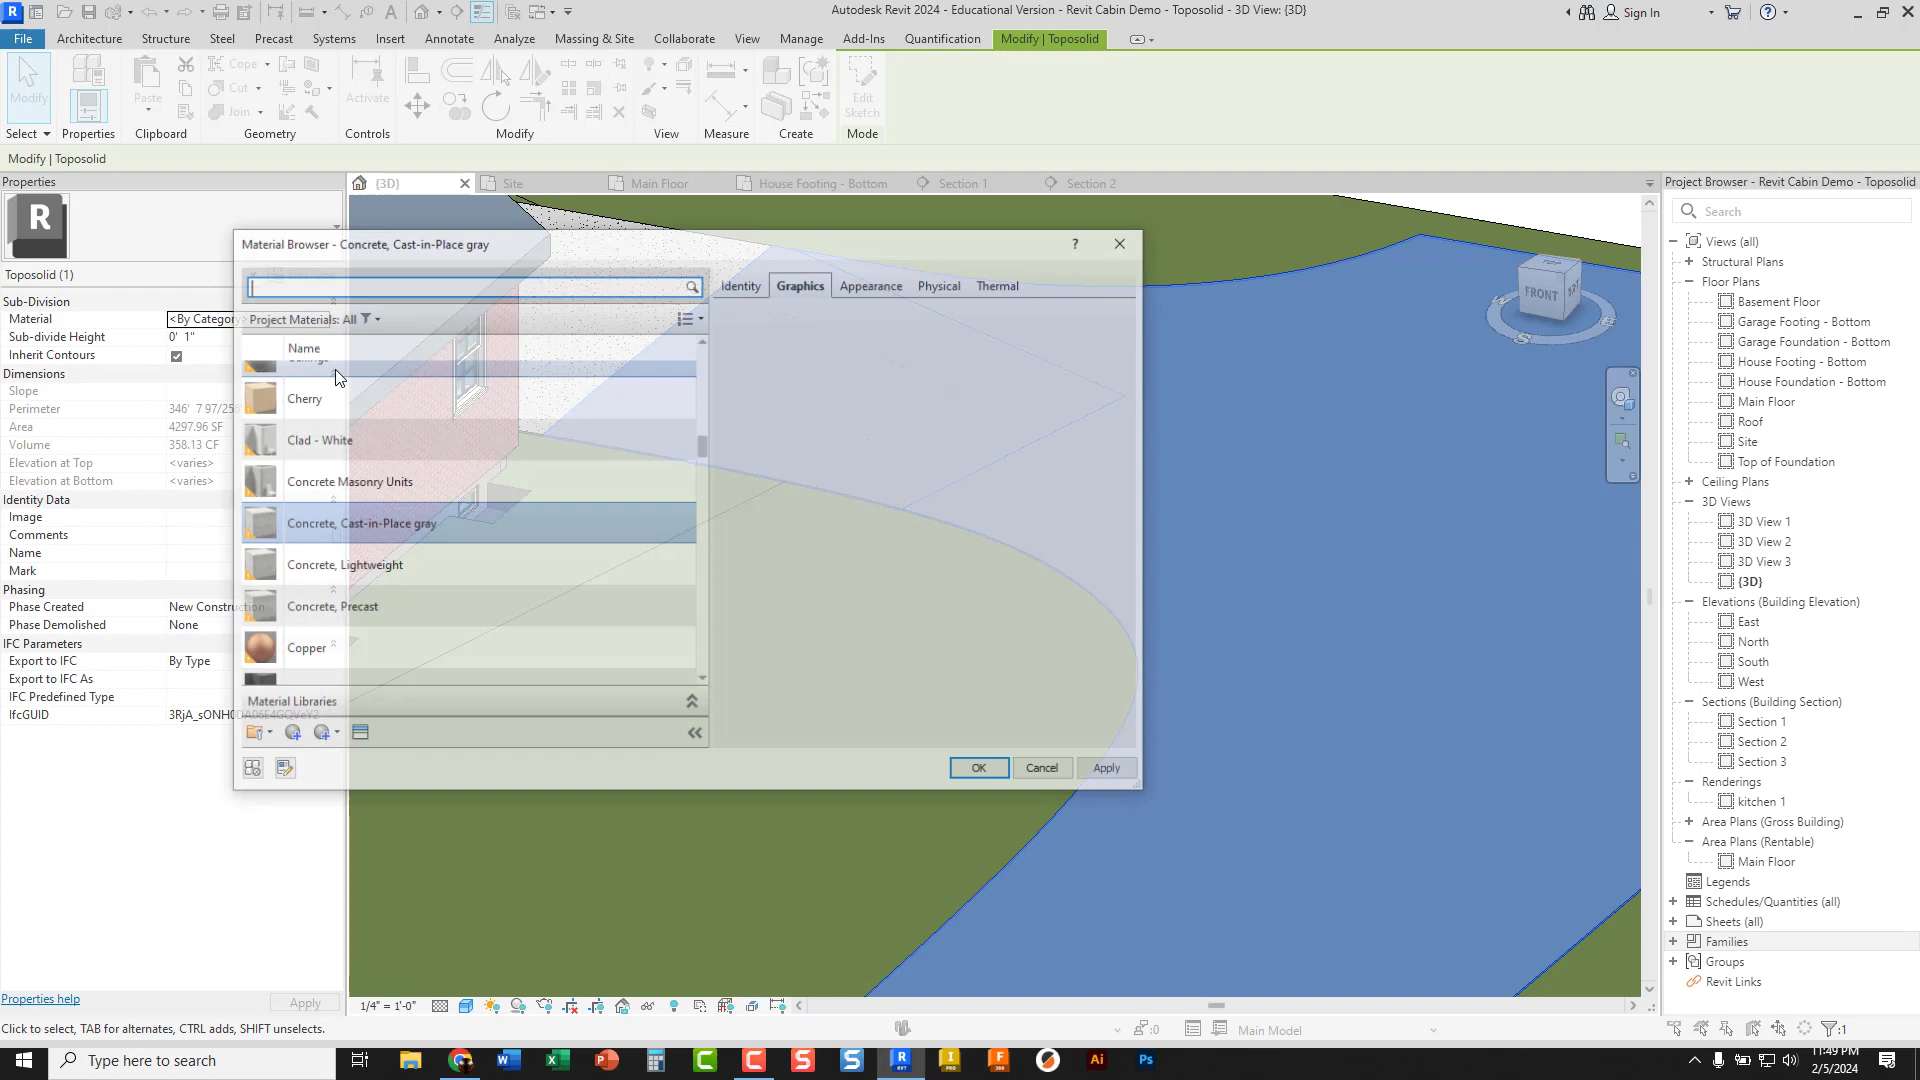 Autodesk Revit 2024 - Educational Version - Revit Cabin Demo - Toposolid - 3D View: {3D}
Sign In
File Architecture Structure Steel Precast Systems Insert Annotate Analyze Massing & Site Collaborate View Manage Add-Ins Quantification Modify | Toposolid
Modify
Paste
Cope
Cut
Join
Activate
Edit
Sketch
Select Properties Clipboard Geometry Controls Modify View Measure Create Mode
Modify | Toposolid
Properties
{3D} Site Main Floor House Footing - Bottom Section 1 Section 2
Project Browser - Revit Cabin Demo - Toposolid
Search
R
Toposolid (1)
Sub-Division
Material <By Category>
Sub-divide Height 0' 1"
Inherit Contours
Dimensions
Slope
Perimeter 346' 7 97/256"
Area 4297.96 SF
Volume 358.13 CF
Elevation at Top <varies>
Elevation at Bottom <varies>
Identity Data
Image
Comments
Name
Mark
Phasing
Phase Created New Construction
Phase Demolished None
IFC Parameters
Export to IFC By Type
Export to IFC As
IFC Predefined Type
IfcGUID
Properties help Apply
Material Browser - Concrete, Cast-in-Place gray
?
Identity Graphics Appearance Physical Thermal
Project Materials: All
Name
Cherry
Clad - White
Concrete Masonry Units
Concrete, Cast-in-Place gray
Concrete, Lightweight
Concrete, Precast
Copper
Material Libraries
OK Cancel Apply
TOP
FRONT
Views (all)
Structural Plans
Floor Plans
Basement Floor
Garage Footing - Bottom
Garage Foundation - Bottom
House Footing - Bottom
House Foundation - Bottom
Main Floor
Roof
Site
Top of Foundation
Ceiling Plans
3D Views
3D View 1
3D View 2
3D View 3
{3D}
Elevations (Building Elevation)
East
North
South
West
Sections (Building Section)
Section 1
Section 2
Section 3
Renderings
kitchen 1
Area Plans (Gross Building)
Area Plans (Rentable)
Main Floor
Legends
Schedules/Quantities (all)
Sheets (all)
Families
Groups
Revit Links
1/4" = 1'-0"
Click to select, TAB for alternates, CTRL adds, SHIFT unselects.
:0
Main Model
:1
Type here to search
11:49 PM
2/5/2024